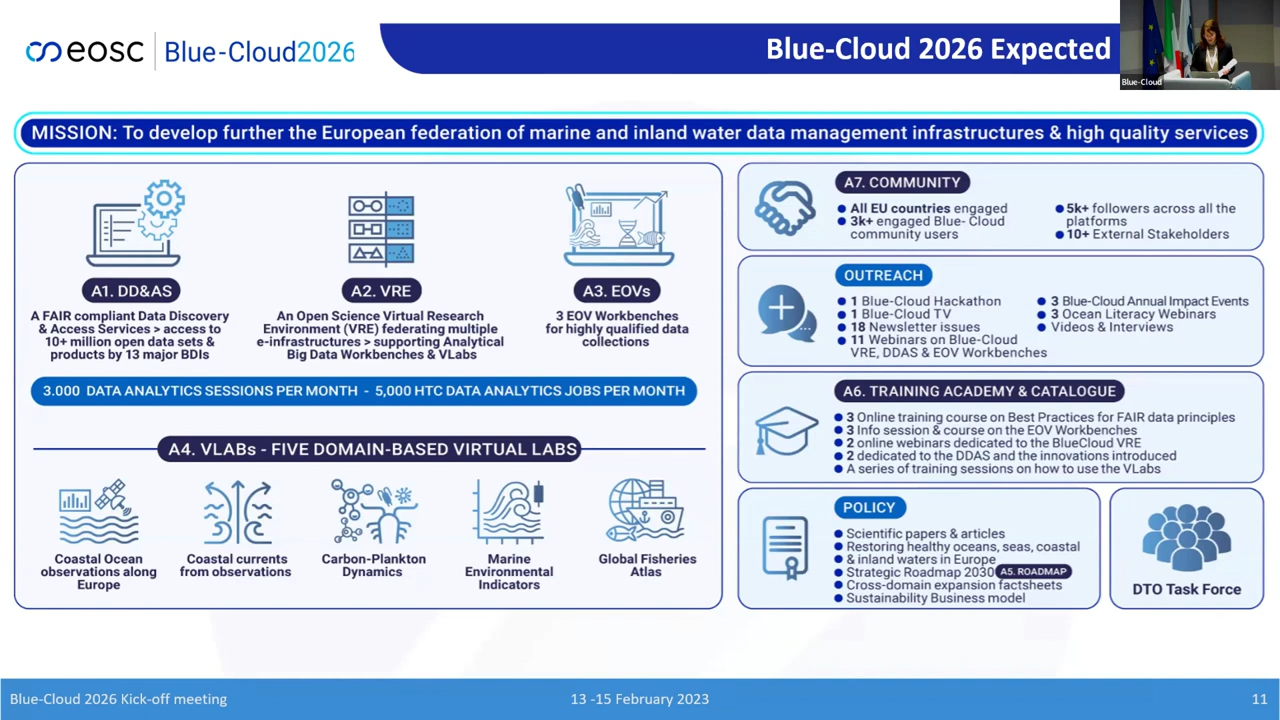 eosc
Blue-Cloud2026
Blue-Cloud 2026 Expected
Blue-Cloud
MISSION: To develop further the European federation of marine and inland water data management infrastructures & high quality services
A1. DD&AS
A FAIR compliant Data Discovery
& Access Services > access to
10+ million open data sets &
products by 13 major BDIs
A2. VRE
An Open Science Virtual Research
Environment (VRE) federating multiple
e-infrastructures > supporting Analytical
Big Data Workbenches & VLabs
A3. EOVs
3 EOV Workbenches
for highly qualified data
collections
3.000 DATA ANALYTICS SESSIONS PER MONTH - 5,000 HTC DATA ANALYTICS JOBS PER MONTH
A4. VLABs - FIVE DOMAIN-BASED VIRTUAL LABS
Coastal Ocean
observations along
Europe
Coastal currents
from observations
Carbon-Plankton
Dynamics
Marine
Environmental
Indicators
Global Fisheries
Atlas
A7. COMMUNITY
All EU countries engaged
3k+ engaged Blue- Cloud
community users
5k+ followers across all the
platforms
10+ External Stakeholders
OUTREACH
1 Blue-Cloud Hackathon
1 Blue-Cloud TV
18 Newsletter issues
11 Webinars on Blue-Cloud
VRE, DDAS & EOV Workbenches
3 Blue-Cloud Annual Impact Events
3 Ocean Literacy Webinars
Videos & Interviews
A6. TRAINING ACADEMY & CATALOGUE
3 Online training course on Best Practices for FAIR data principles
3 Info session & course on the EOV Workbenches
2 online webinars dedicated to the BlueCloud VRE
2 dedicated to the DDAS and the innovations introduced
A series of training sessions on how to use the VLabs
POLICY
Scientific papers & articles
Restoring healthy oceans, seas, coastal
& inland waters in Europe
Strategic Roadmap 2030 A5. ROADMAP
Cross-domain expansion factsheets
Sustainability Business model
DTO Task Force
Blue-Cloud 2026 Kick-off meeting
13 -15 February 2023
11